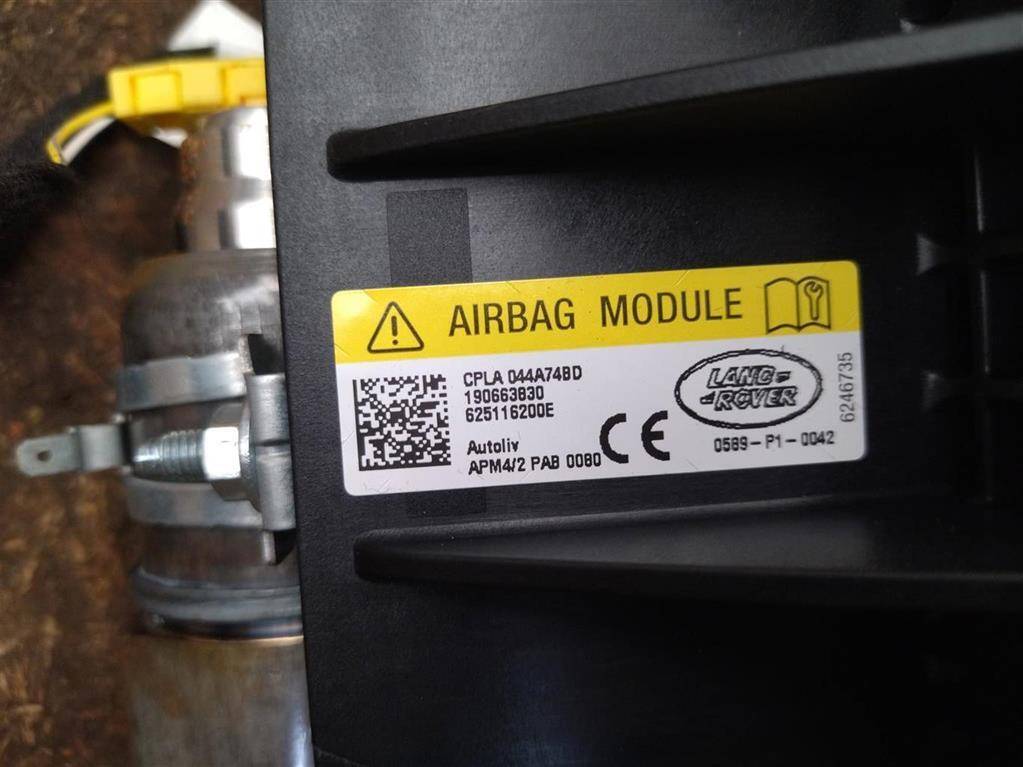 AIRBAG MODULE
CPLA 044A74BD
190663830
625116200E
Autoliv
APM4/2 PAB 0080
CE
LAND-
-ROVER
0589-P1-0042
6246735